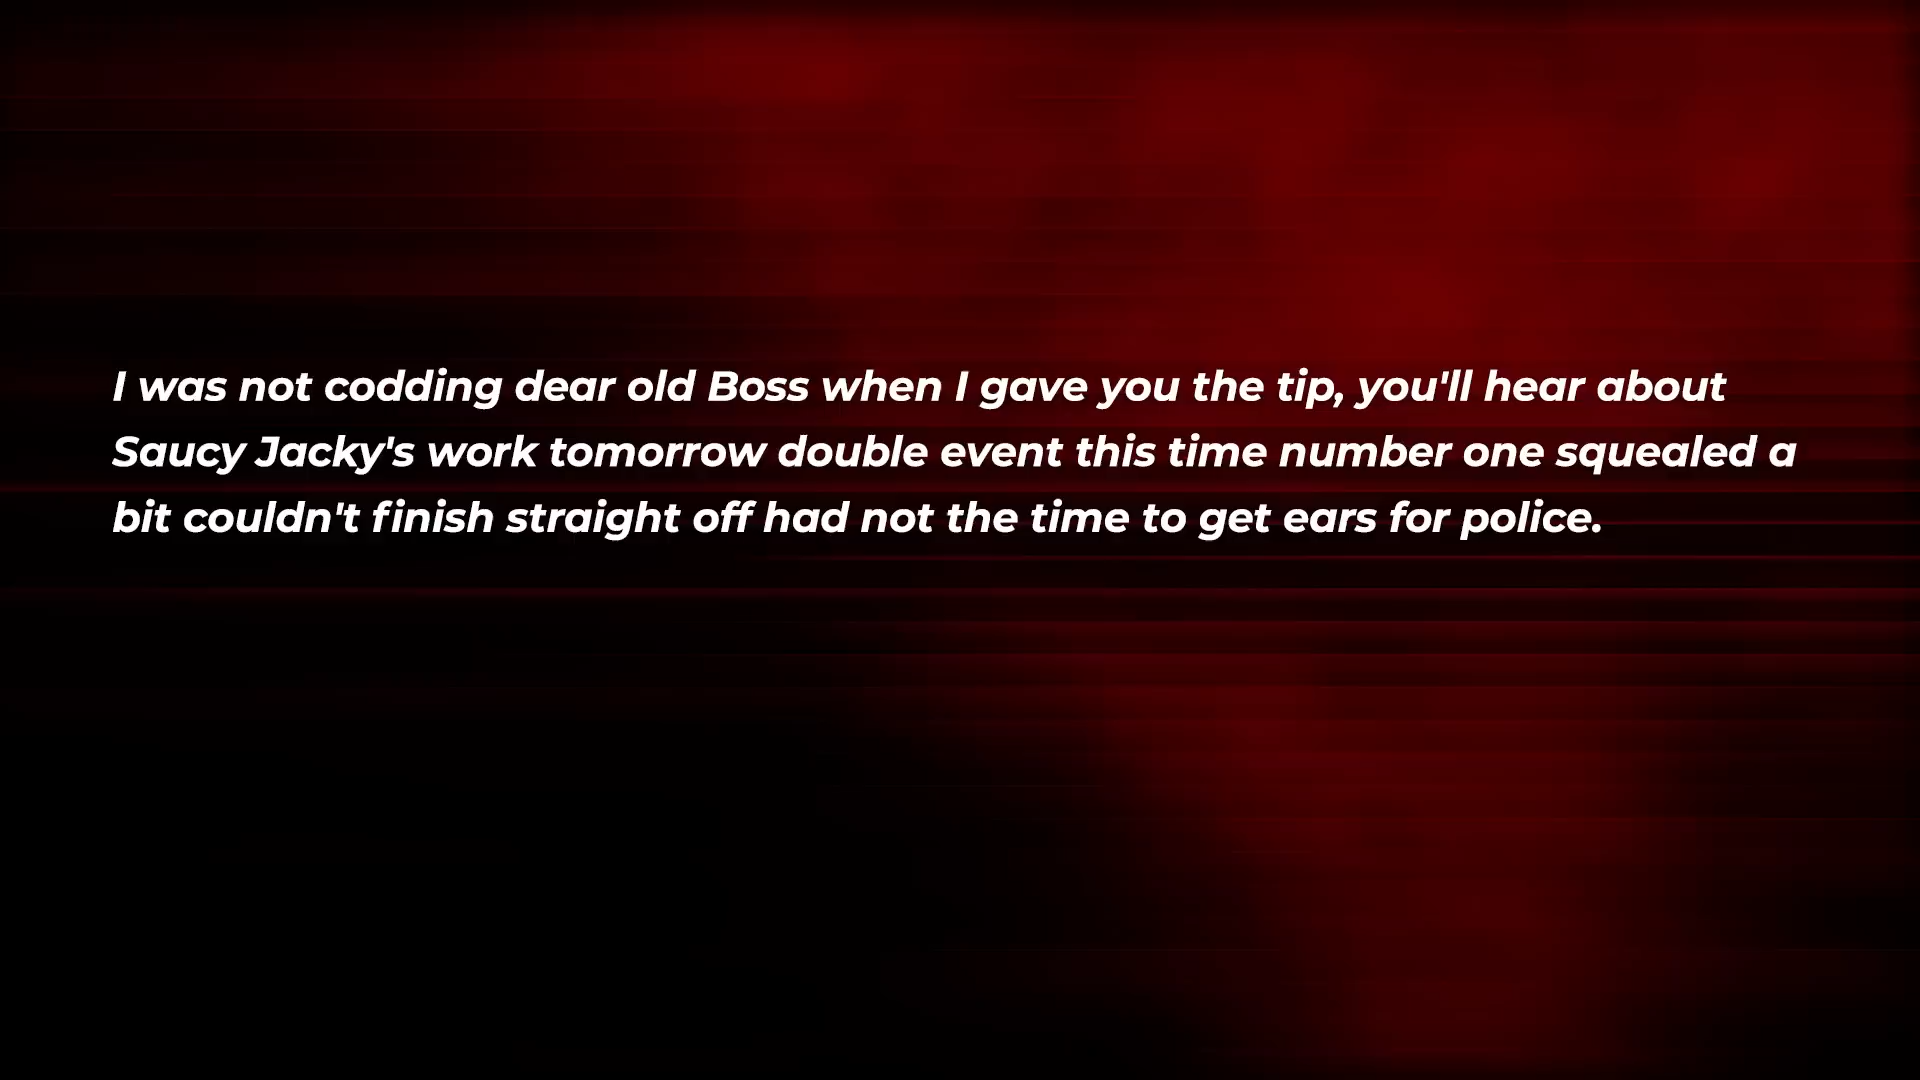 I was not codding dear old Boss when I gave you the tip, you'll hear about
Saucy Jacky's work tomorrow double event this time number one squealed a
bit couldn't finish straight off had not the time to get ears for police.